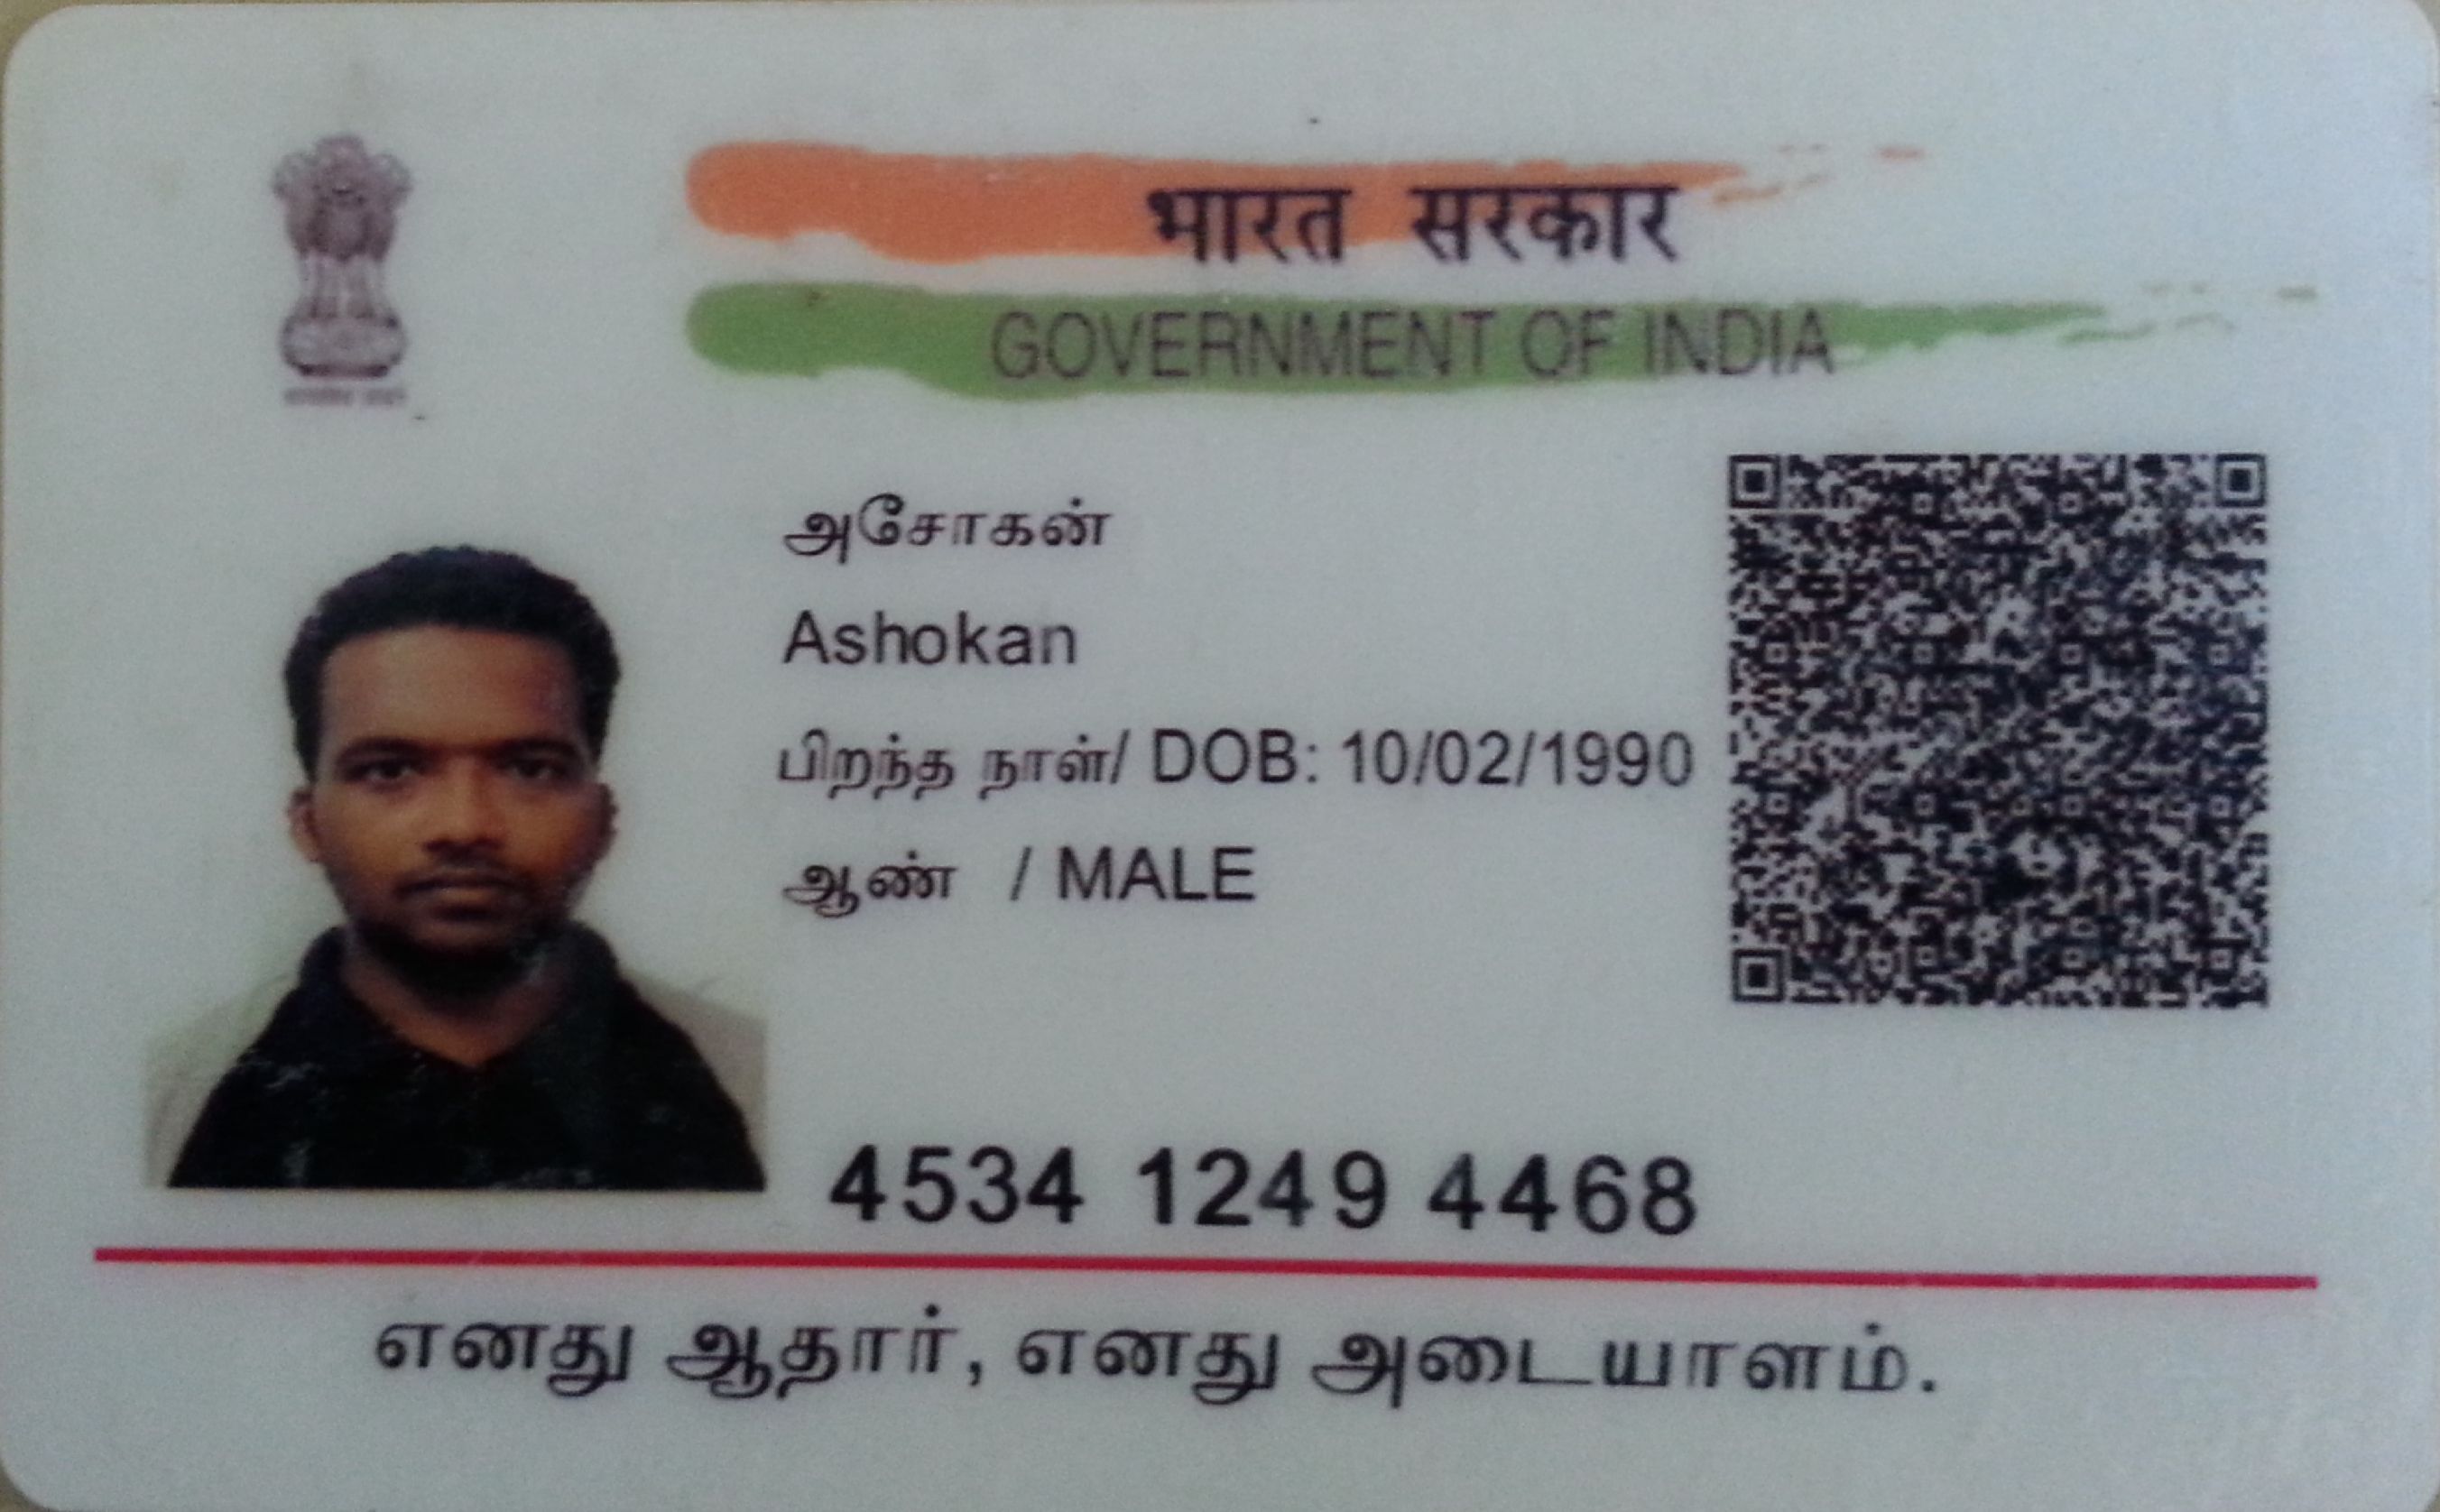 भारत सरकार
GOVERNMENT OF INDIA
அசோகன்
Ashokan
பிறந்த நாள்/ DOB: 10/02/1990
ஆண் / MALE
4534 1249 4468
எனது ஆதார், எனது அடையாளம்.